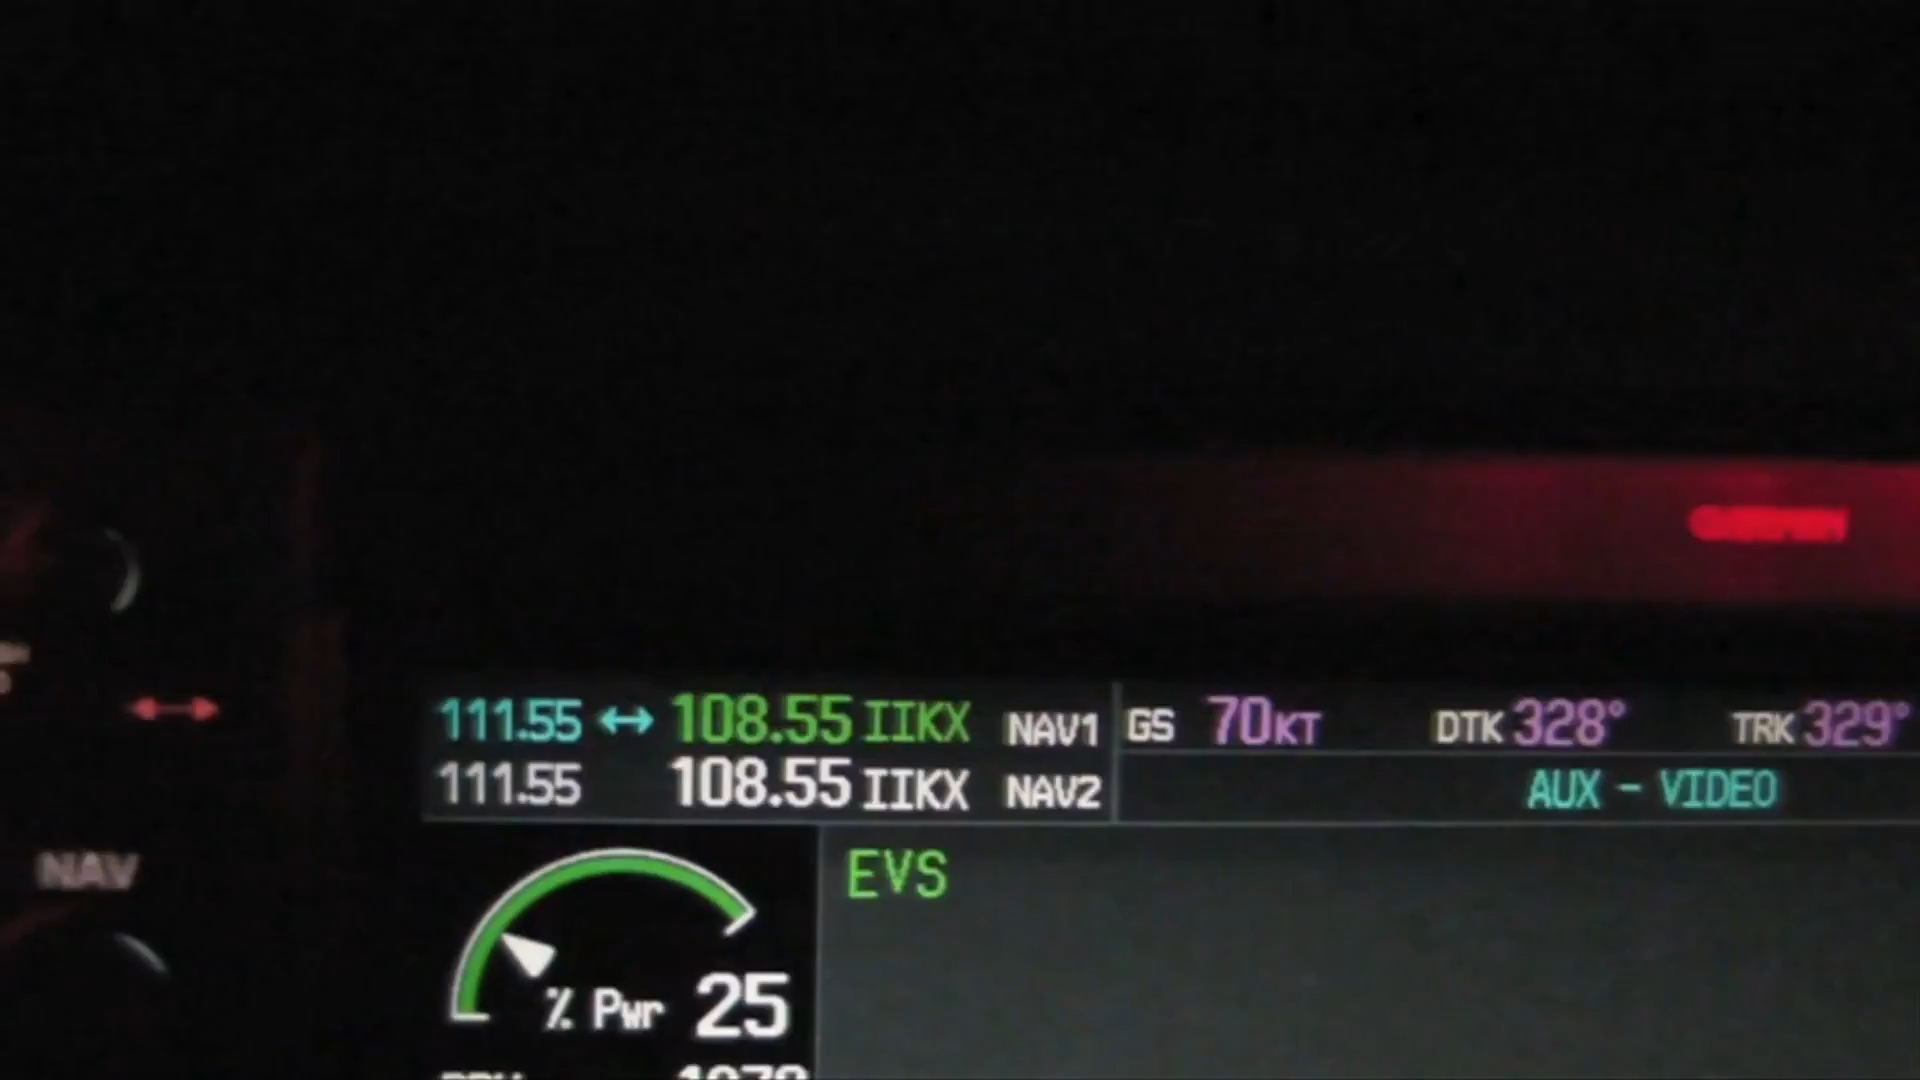 111.55 ↔ 108.55 IIKX NAV1 GS 70KT DTK 328° TRK 329°
111.55 108.55 IIKX NAV2 AUX - VIDEO
NAV
EVS
% Pwr 25